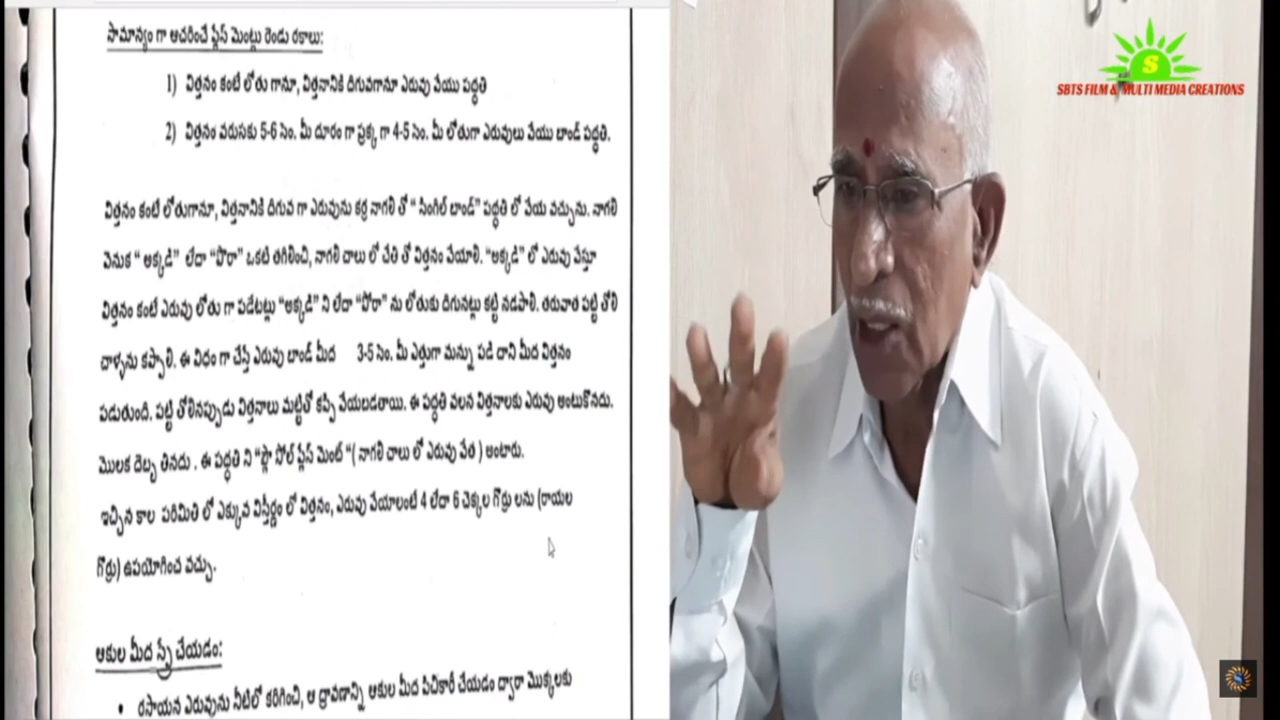 సామాన్యం గా ఆచరించే ప్లేస్ మెంట్లు రెండు రకాలు:
1) విత్తనం కంటే లోతు గానూ, విత్తనానికి దిగువగానూ ఎరువు వేయు పద్ధతి
2) విత్తనం వరుసకు 5-6 సెం. మీ దూరం గా ప్రక్క గా 4-5 సెం. మీ లోతుగా ఎరువులు వేయు బాండ్ పద్ధతి.
విత్తనం కంటే లోతుగానూ, విత్తనానికి దిగువ గా ఎరువును కర్ర నాగలి తో " సింగిల్ బాండ్" పద్ధతి లో వేయ వచ్చును. నాగలి
వెనుక " అక్కడి" లేదా "పొరా" ఒకటి తగిలించి, నాగలి చాలు లో చేతి తో విత్తనం వేయాలి. "అక్కడి" లో ఎరువు వేస్తూ
విత్తనం కంటే ఎరువు లోతు గా పడేటట్లు "అక్కడి" ని లేదా "పోరా" ను లోతుకు దిగునట్లు కట్టి నడపాలి. తరువాత పట్టి తోలి
చాళ్ళను కప్పాలి. ఈ విధం గా చేస్తే ఎరువు బాండ్ మీద 3-5 సెం. మీ ఎత్తుగా మన్ను పడి దాని మీద విత్తనం
పడుతుంది. పట్టి తోలినప్పుడు విత్తనాలు మట్టితో కప్పి వేయబడతాయి. ఈ పద్ధతి వలన విత్తనాలకు ఎరువు అంటుకొనదు.
మొలక దెబ్బ తినదు . ఈ పద్ధతి ని "ప్లౌ సోల్ ప్లేస్ మెంట్ "( నాగలి చాలు లో ఎరువు వేత ) అంటారు.
ఇచ్చిన కాల పరిమితి లో ఎక్కువ విస్తీర్ణం లో విత్తనం, ఎరువు వేయాలంటే 4 లేదా 6 చెక్కల గొర్రు లను (రాయల
గొర్రు) ఉపయోగించ వచ్చు.
ఆకుల మీద స్ప్రే చేయడం:
• రసాయన ఎరువును నీటిలో కరిగించి, ఆ ద్రావణాన్ని ఆకుల మీద పిచికారీ చేయడం ద్వారా మొక్కలకు
S
SBTS FILM & MULTI MEDIA CREATIONS
S